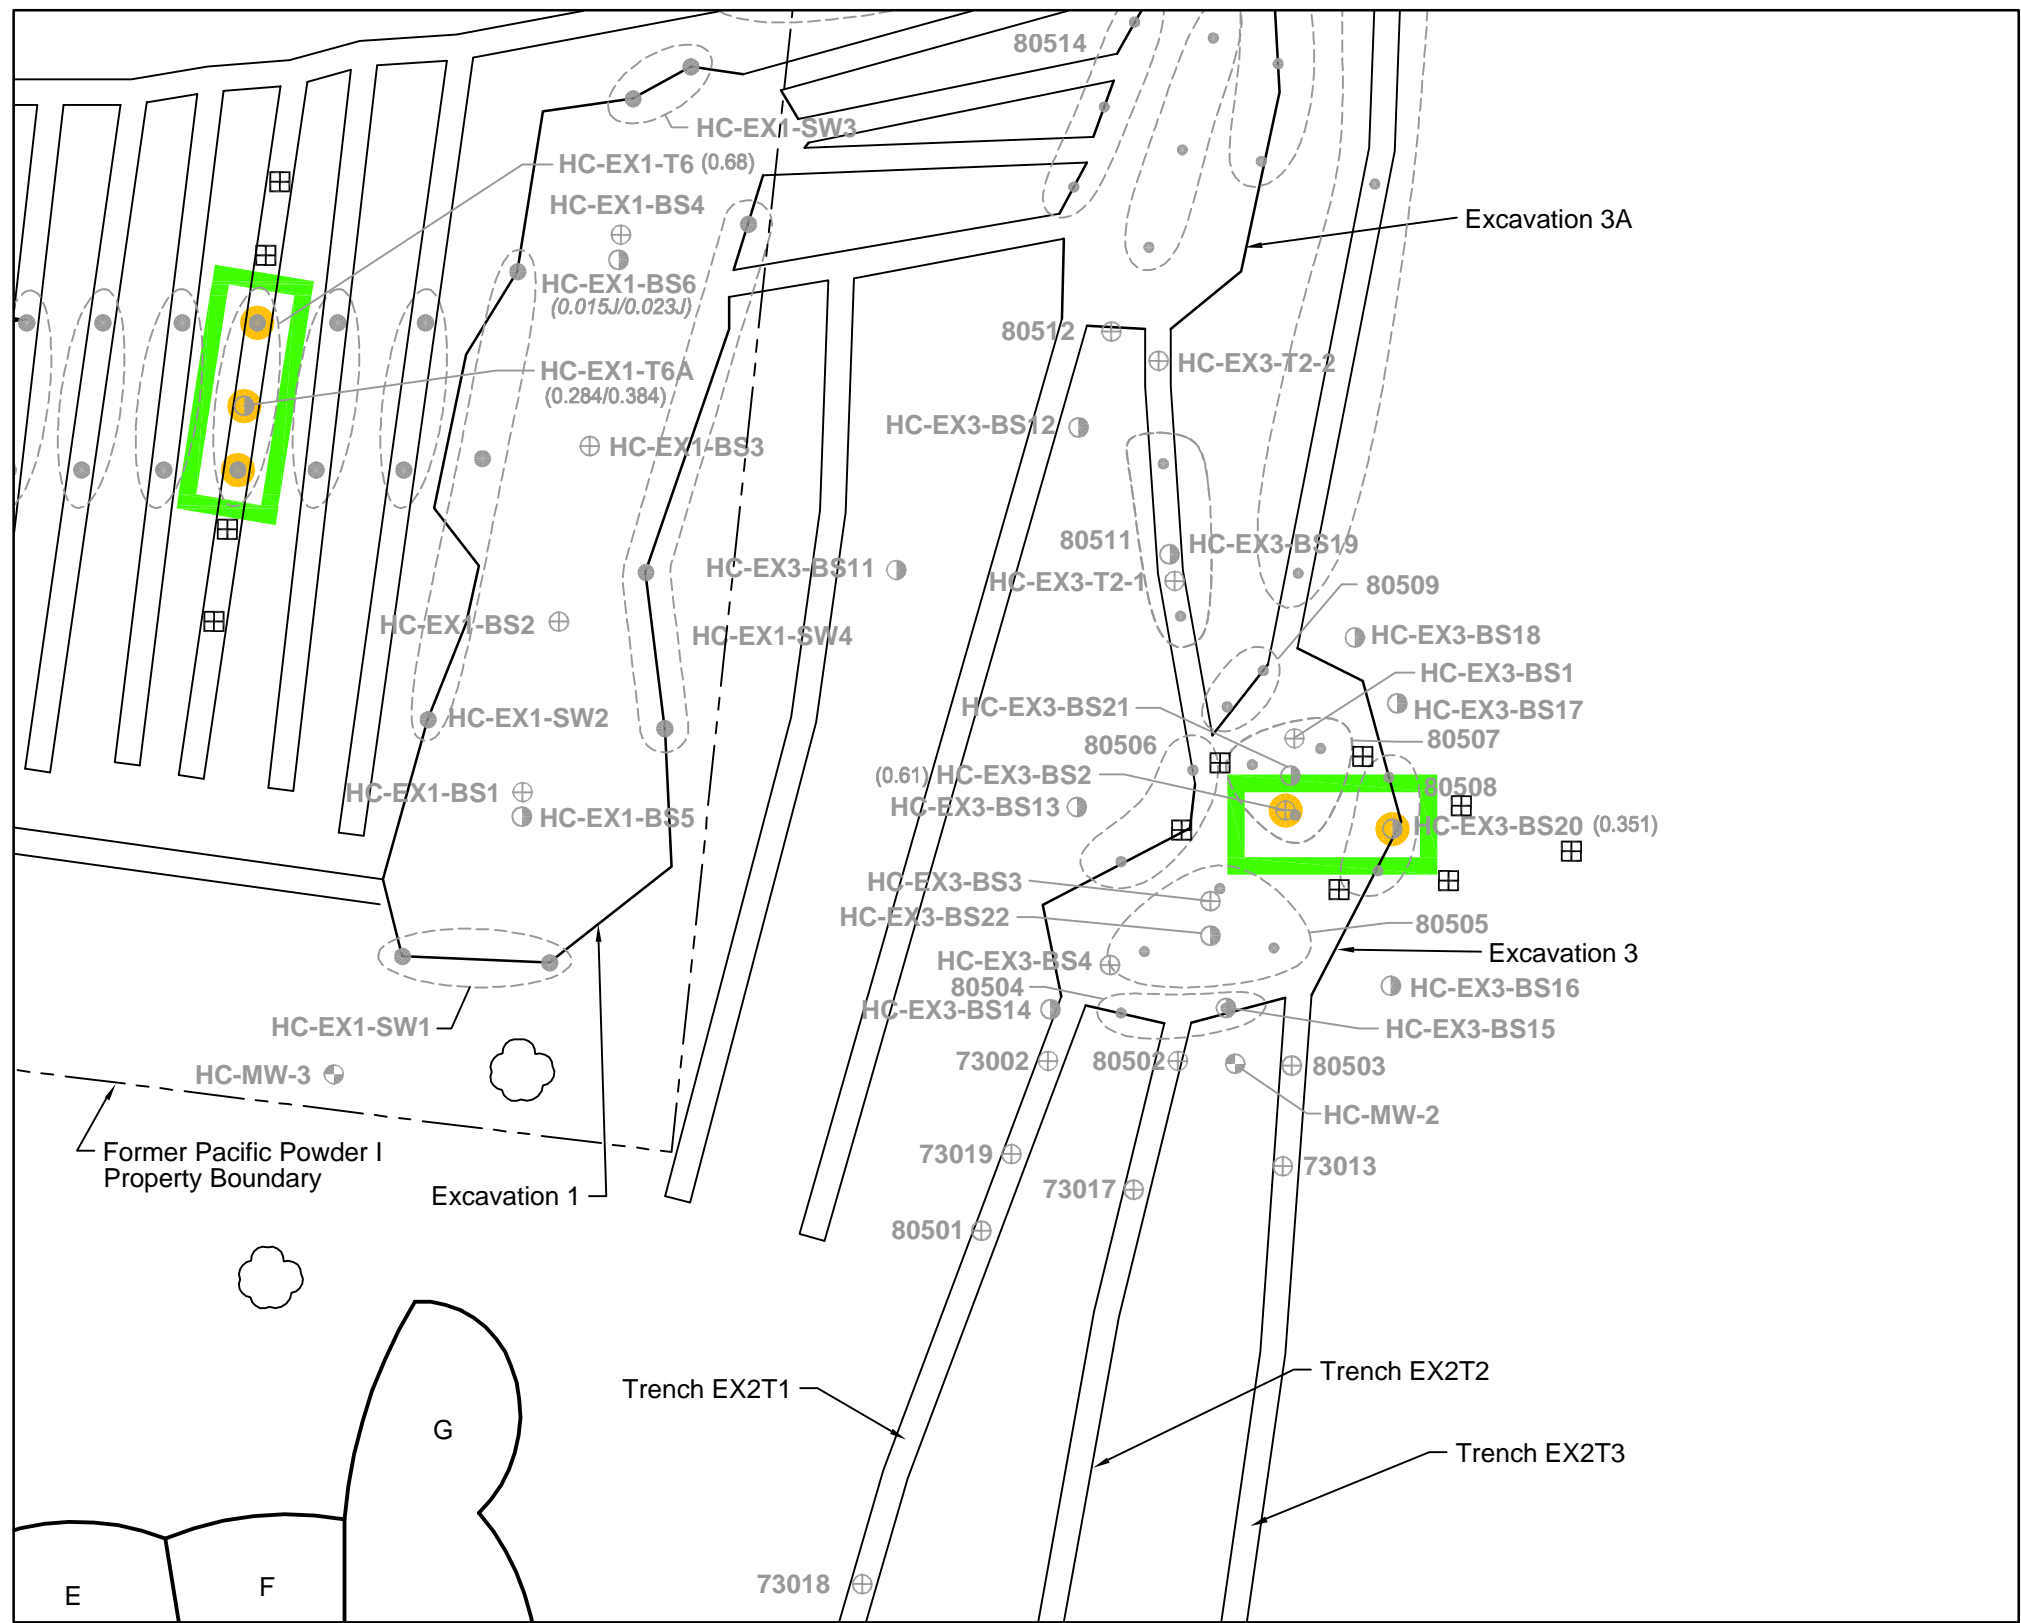 80514
HC-EX1-SW3
HC-EX1-T6 (0.68)
HC-EX1-BS4
Excavation 3A
HC-EX1-BS6
(0.015J/0.023J)
80512
HC-EX3-T2-2
HC-EX1-T6A
(0.284/0.384)
HC-EX3-BS12
HC-EX1-BS3
80511
HC-EX3-BS19
HC-EX3-BS11
HC-EX3-T2-1
80509
HC-EX1-BS2
HC-EX1-SW4
HC-EX3-BS18
HC-EX3-BS1
HC-EX1-SW2
HC-EX3-BS21
HC-EX3-BS17
80506
80507
(0.61) HC-EX3-BS2
80508
HC-EX1-BS1
HC-EX3-BS13
HC-EX1-BS5
HC-EX3-BS20 (0.351)
HC-EX3-BS3
HC-EX3-BS22
80505
Excavation 3
HC-EX3-BS4
80504
HC-EX3-BS16
HC-EX3-BS14
HC-EX1-SW1
HC-EX3-BS15
HC-MW-3
73002
80502
80503
HC-MW-2
Former Pacific Powder I
Property Boundary
73019
73013
Excavation 1
73017
80501
Trench EX2T1
Trench EX2T2
G
Trench EX2T3
E
F
73018